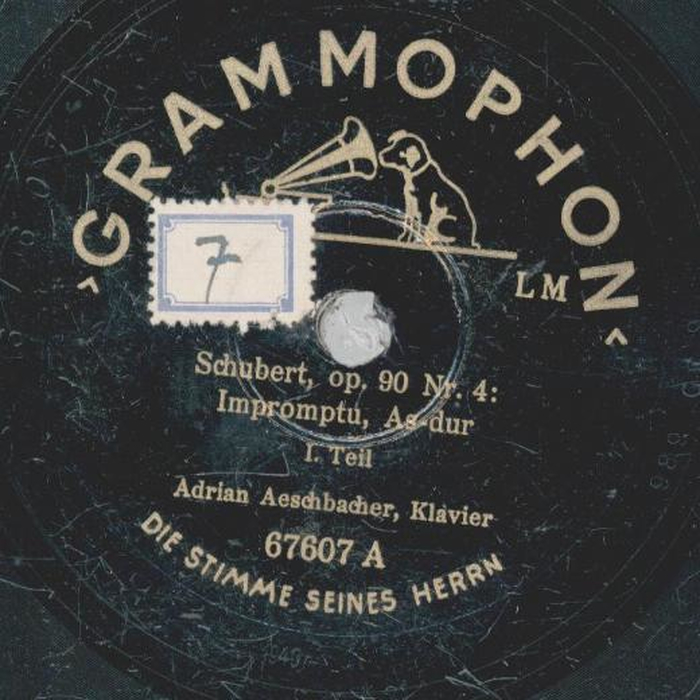 »GRAMMOPHON«
7
LM
Schubert, op. 90 Nr. 4:
Impromptu, As-dur
I. Teil
Adrian Aeschbacher, Klavier
67607 A
DIE STIMME SEINES HERRN